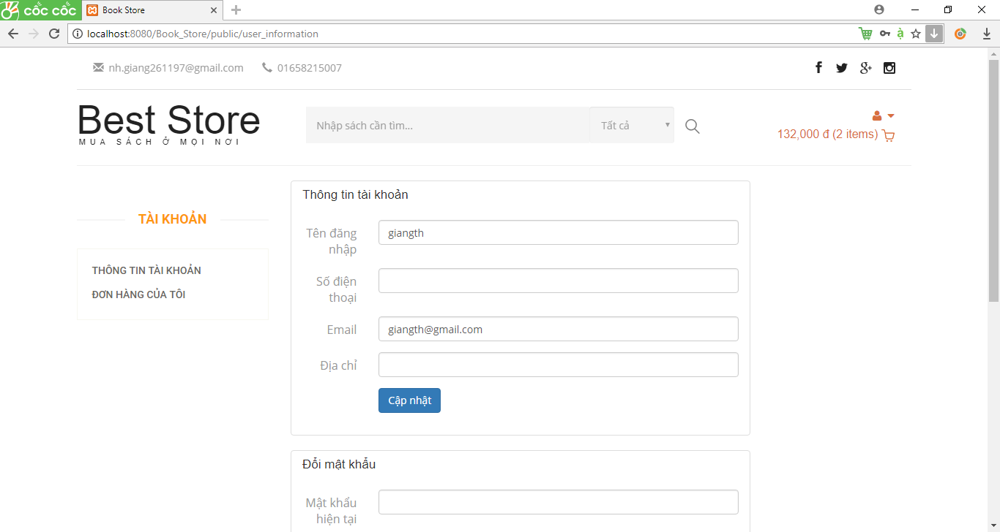 cốc cốc
Book Store
localhost:8080/Book_Store/public/user_information
nh.giang261197@gmail.com 01658215007
Best Store
MUA SÁCH Ở MỌI NƠI
Nhập sách cần tìm...
Tất cả
132,000 đ (2 items)
TÀI KHOẢN
THÔNG TIN TÀI KHOẢN
ĐƠN HÀNG CỦA TÔI
Thông tin tài khoản
Tên đăng
nhập
giangth
Số điện
thoại
Email
giangth@gmail.com
Địa chỉ
Cập nhật
Đổi mật khẩu
Mật khẩu
hiện tại